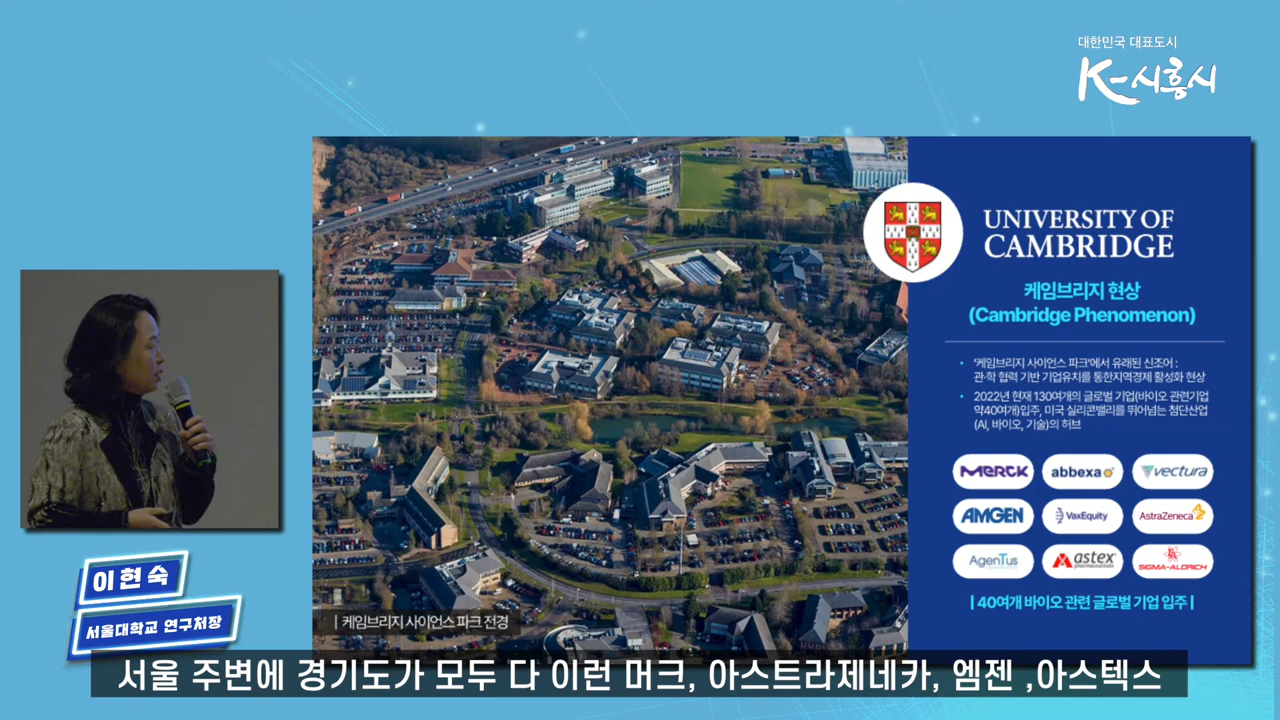 대한민국 대표도시
K-시흥시
UNIVERSITY OF
CAMBRIDGE
케임브리지 현상
(Cambridge Phenomenon)
• '케임브리지 사이언스 파크'에서 유래된 신조어 :
관·학 협력 기반 기업유치를 통한지역경제 활성화 현상
• 2022년 현재 130여개의 글로벌 기업(바이오 관련기업
약40여개)입주, 미국 실리콘밸리를 뛰어넘는 첨단산업
(AI, 바이오, 기술)의 허브
MERCK
abbexa
vectura
AMGEN
VaxEquity
AstraZeneca
AgenTus
astex
pharmaceuticals
SIGMA-ALDRICH
| 40여개 바이오 관련 글로벌 기업 입주 |
| 케임브리지 사이언스 파크 전경
이현숙
서울대학교 연구처장
서울 주변에 경기도가 모두 다 이런 머크, 아스트라제네카, 엠젠 ,아스텍스